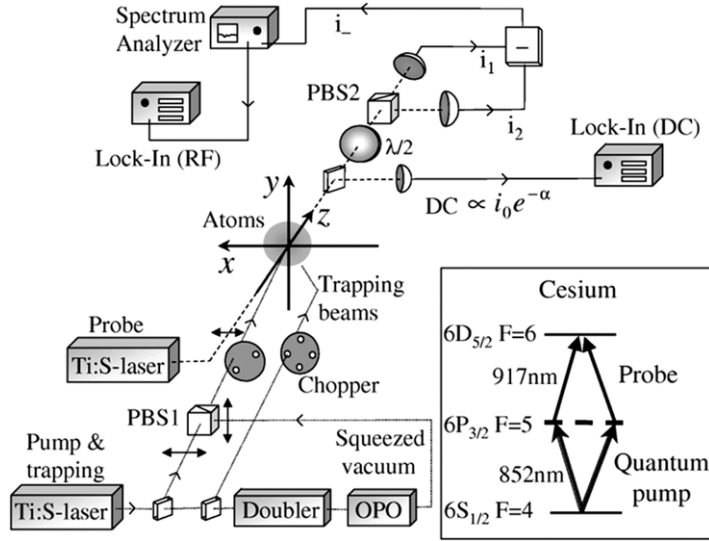 Spectrum
Analyzer
i_
i₁
−
PBS2
i₂
Lock-In (RF)
λ/2
Lock-In (DC)
y
DC ∝ i₀e^{-α}
Atoms
z
x
Trapping
beams
Probe
Ti:S-laser
Chopper
PBS1
Pump &
trapping
Squeezed
vacuum
Ti:S-laser
Doubler
OPO
Cesium
6D₅/₂ F=6
917nm
Probe
6P₃/₂ F=5
852nm
Quantum
pump
6S₁/₂ F=4